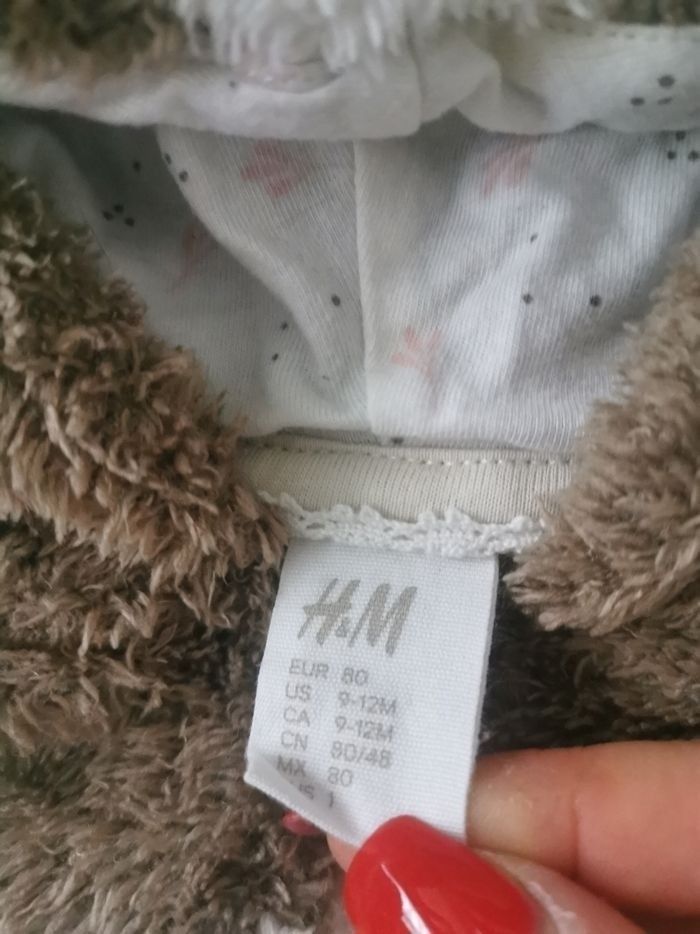 H&M
EUR 80
US 9-12M
CA 9-12M
CN 80/48
MX 80